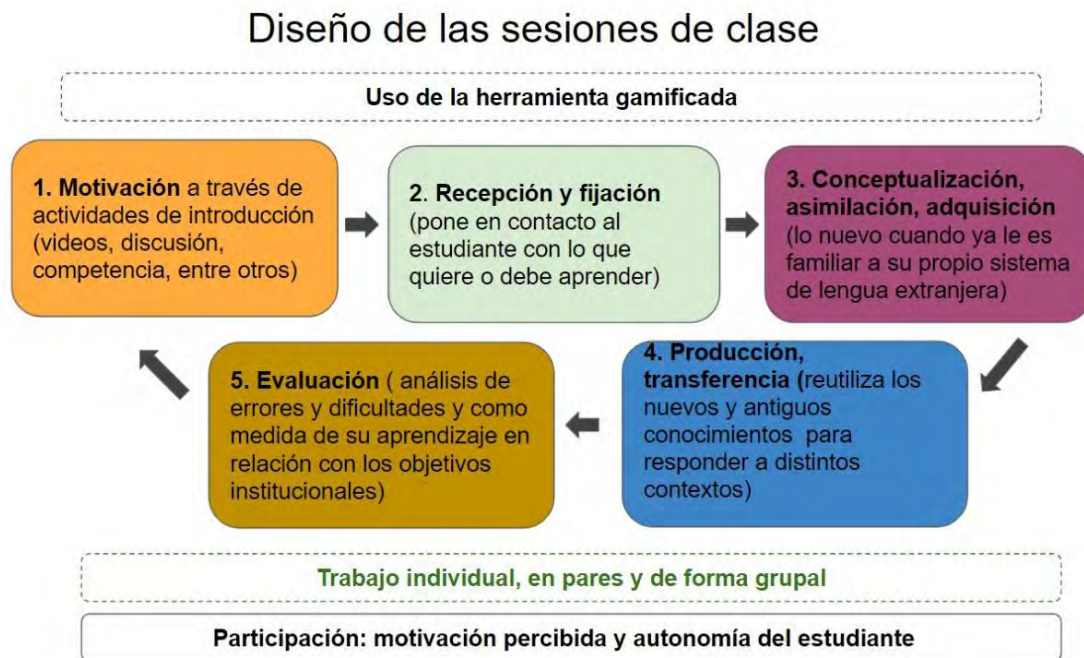 Diseño de las sesiones de clase
Uso de la herramienta gamificada
1. Motivación a través de
actividades de introducción
(videos, discusión,
competencia, entre otros)
2. Recepción y fijación
(pone en contacto al
estudiante con lo que
quiere o debe aprender)
3. Conceptualización,
asimilación, adquisición
(lo nuevo cuando ya le es
familiar a su propio sistema
de lengua extranjera)
4. Producción,
transferencia (reutiliza los
nuevos y antiguos
conocimientos para
responder a distintos
contextos)
5. Evaluación ( análisis de
errores y dificultades y como
medida de su aprendizaje en
relación con los objetivos
institucionales)
Trabajo individual, en pares y de forma grupal
Participación: motivación percibida y autonomía del estudiante